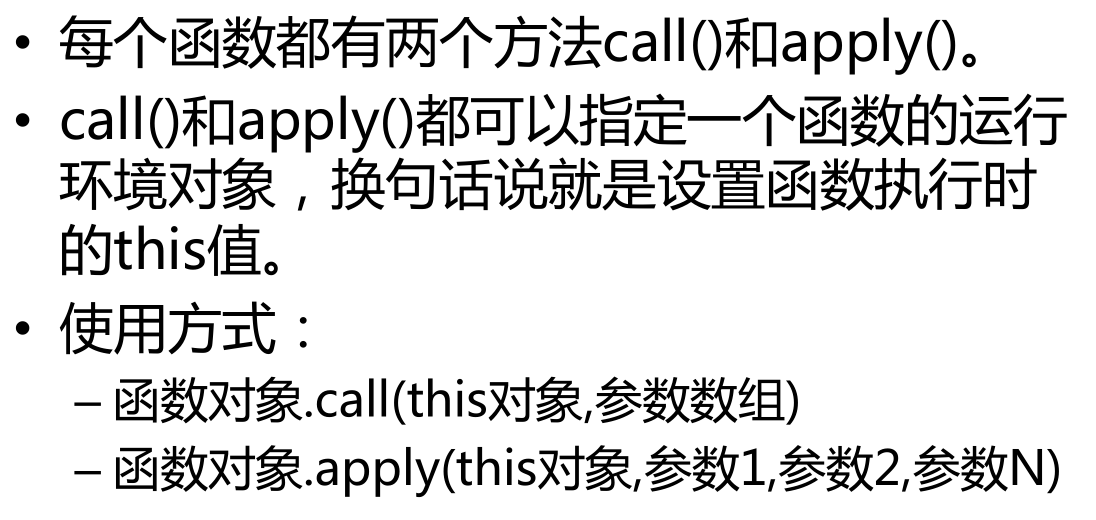 • 每个函数都有两个方法call()和apply()。
• call()和apply()都可以指定一个函数的运行
环境对象，换句话说就是设置函数执行时
的this值。
• 使用方式：
– 函数对象.call(this对象,参数数组)
– 函数对象.apply(this对象,参数1,参数2,参数N)